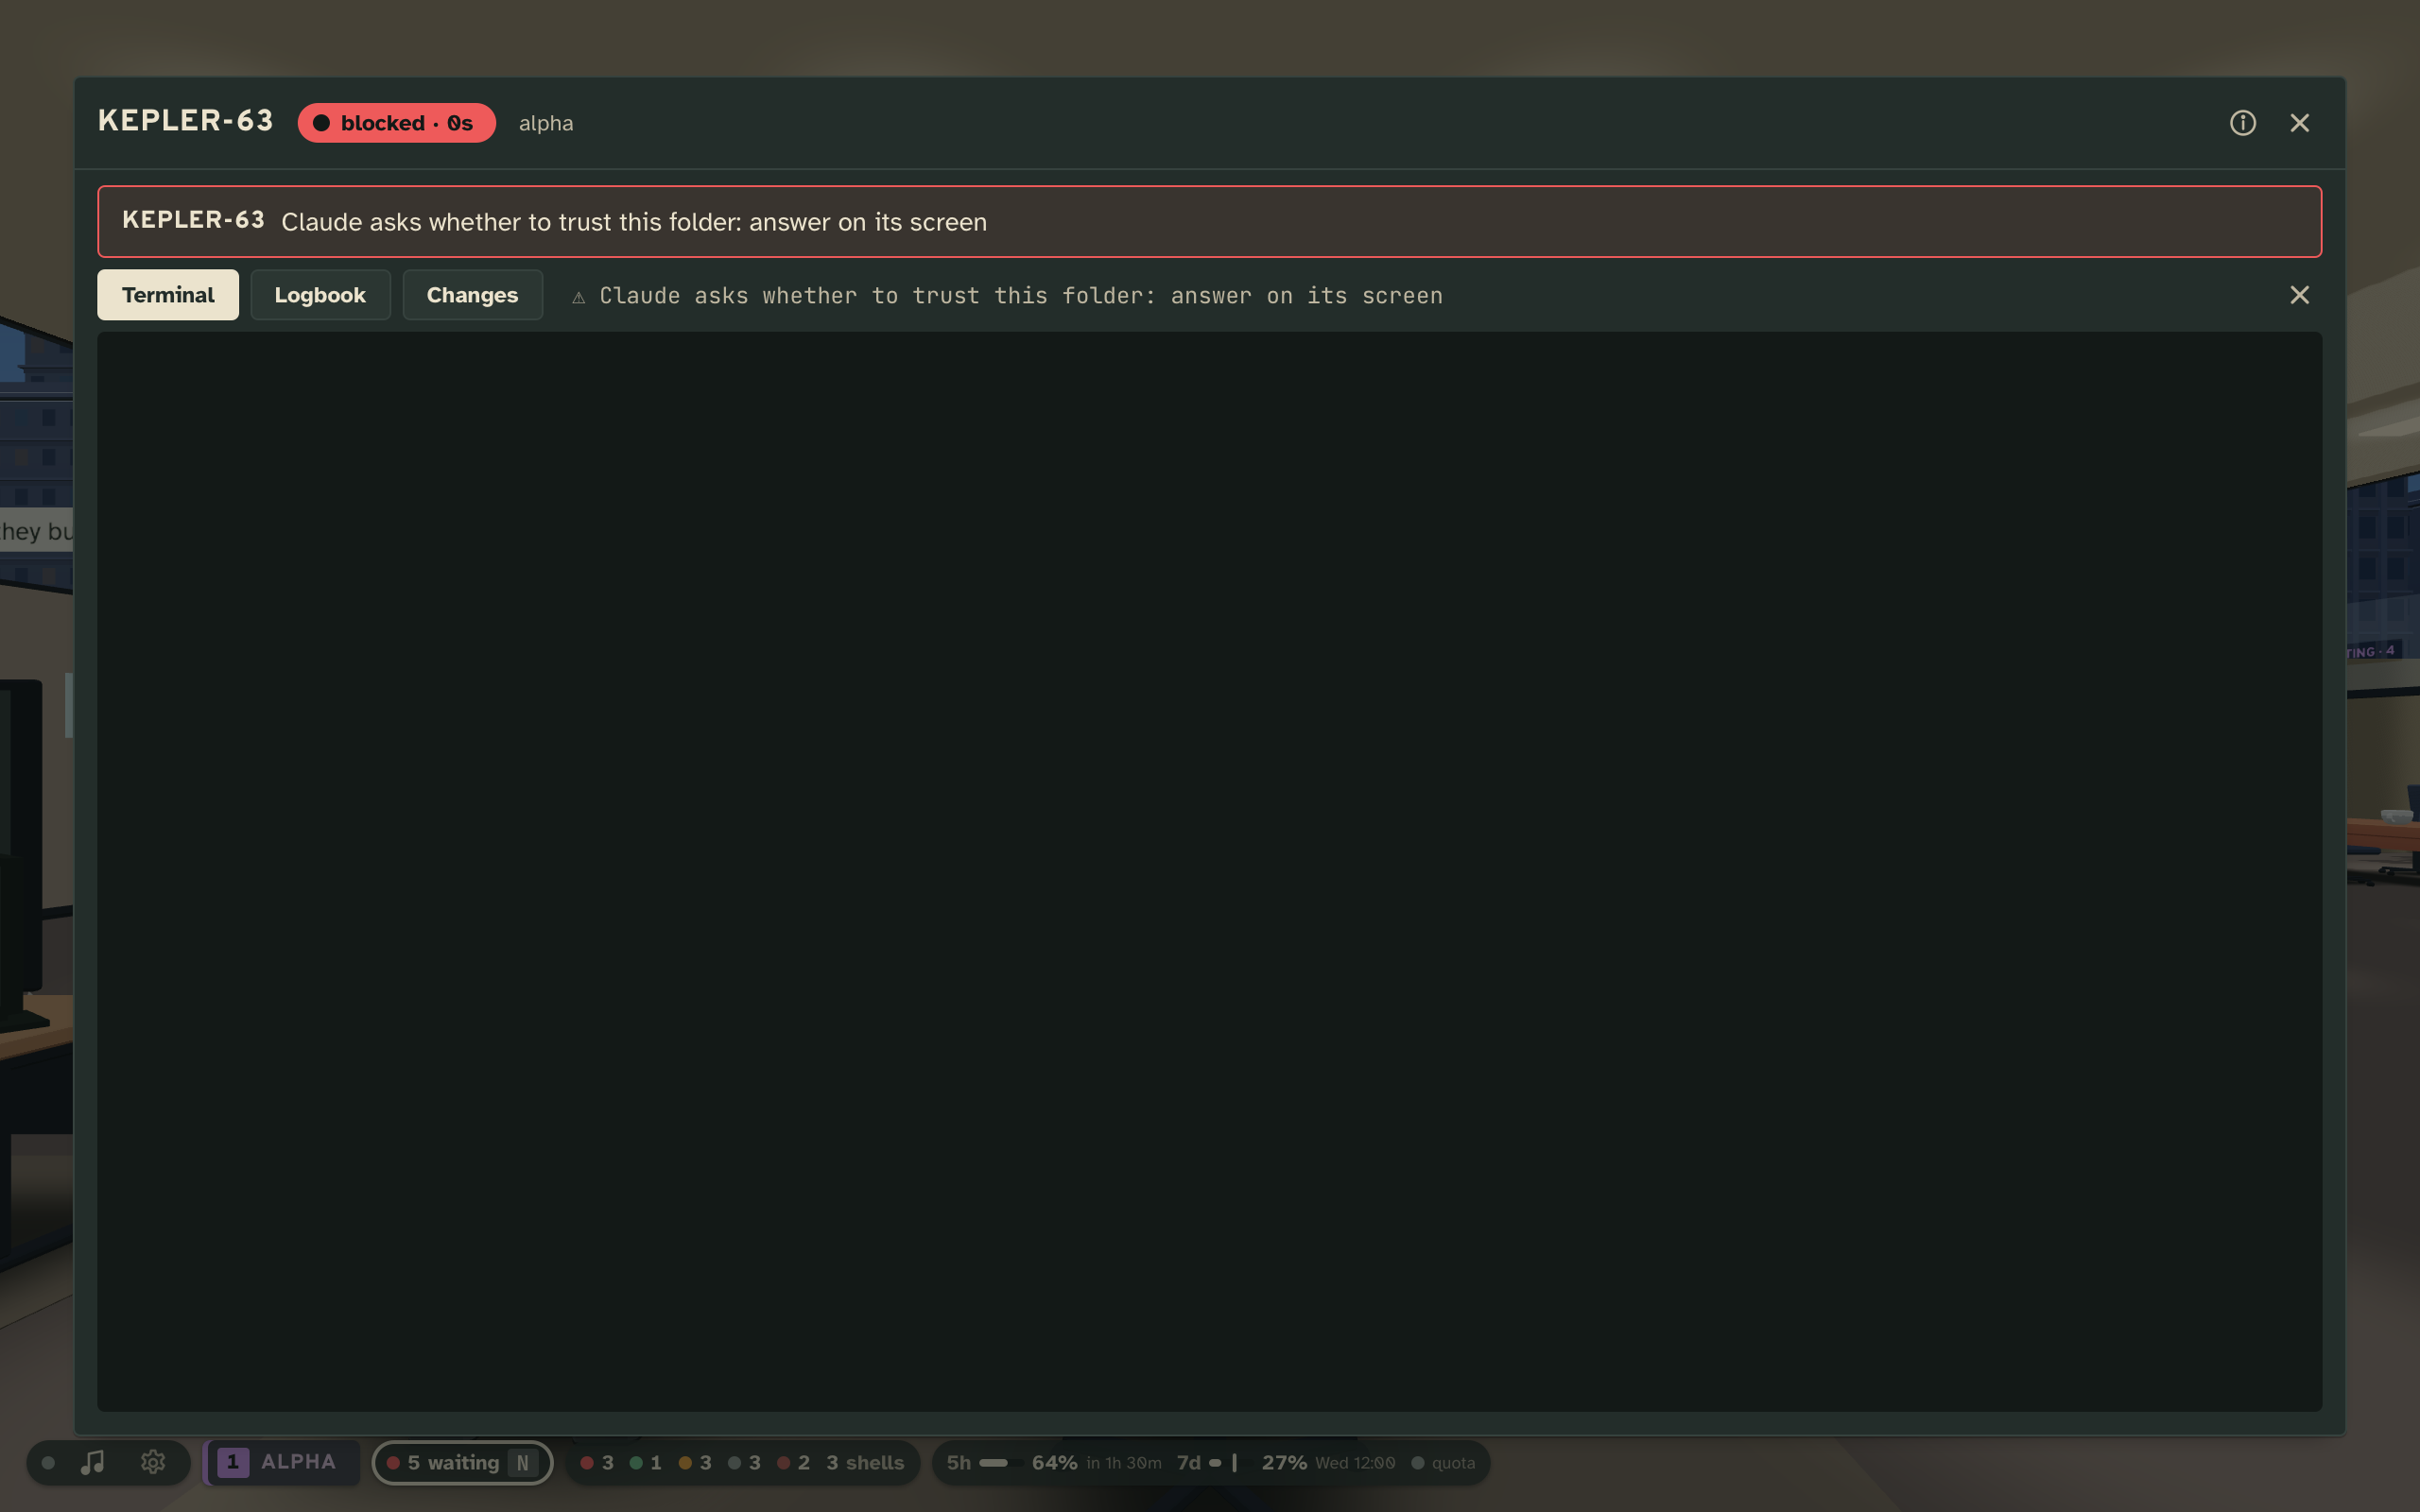 KEPLER-63 blocked · 0s alpha
KEPLER-63 Claude asks whether to trust this folder: answer on its screen
Terminal Logbook Changes ⚠ Claude asks whether to trust this folder: answer on its screen
they bu
TING · 4
1 ALPHA 5 waiting N 3 1 3 3 2 3 shells 5h 64% in 1h 30m 7d 27% Wed 12:00 quota